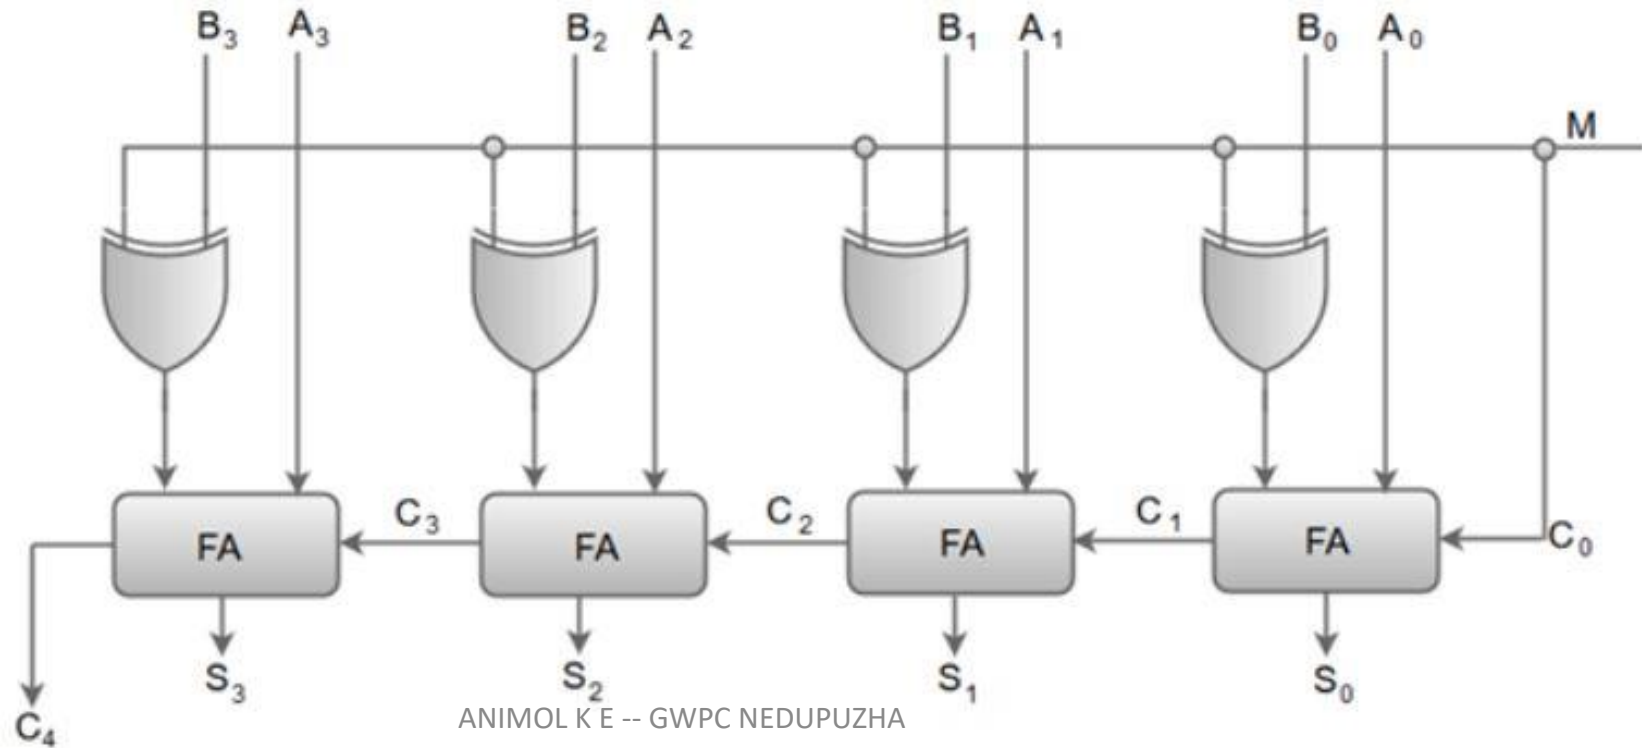 B₃ A₃ B₂ A₂ B₁ A₁ B₀ A₀
M
FA C₃ FA C₂ FA C₁ FA C₀
S₃ S₂ S₁ S₀
C₄
ANIMOL K E -- GWPC NEDUPUZHA